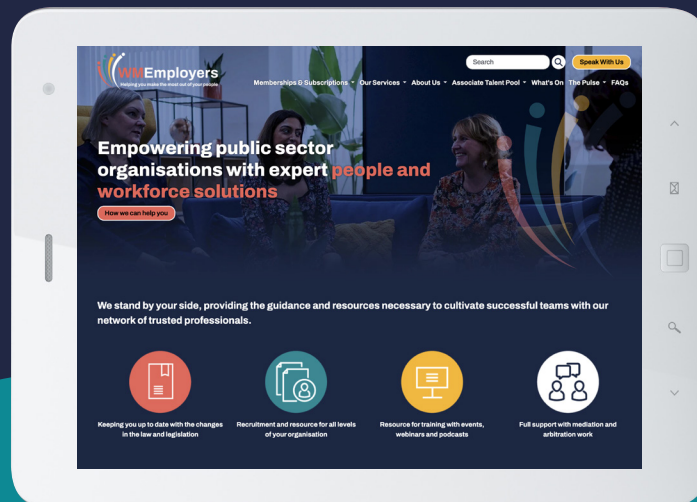 WMEmployers
Helping you make the most out of your people
Search
Speak With Us
Memberships & Subscriptions
Our Services
About Us
Associate Talent Pool
What's On
The Pulse
FAQs
Empowering public sector
organisations with expert people and
workforce solutions
How we can help you
We stand by your side, providing the guidance and resources necessary to cultivate successful teams with our
network of trusted professionals.
Keeping you up to date with the changes
in the law and legislation
Recruitment and resource for all levels
of your organisation
Resource for training with events,
webinars and podcasts
Full support with mediation and
arbitration work